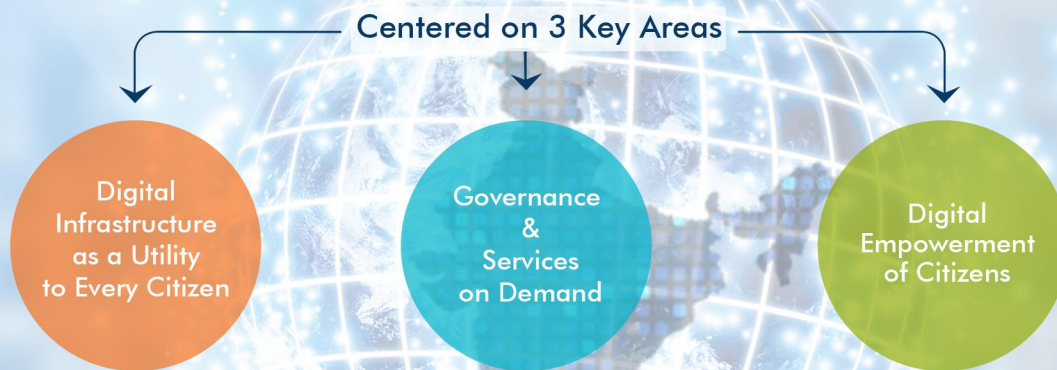 Centered on 3 Key Areas
Digital
Infrastructure
as a Utility
to Every Citizen
Governance
&
Services
on Demand
Digital
Empowerment
of Citizens